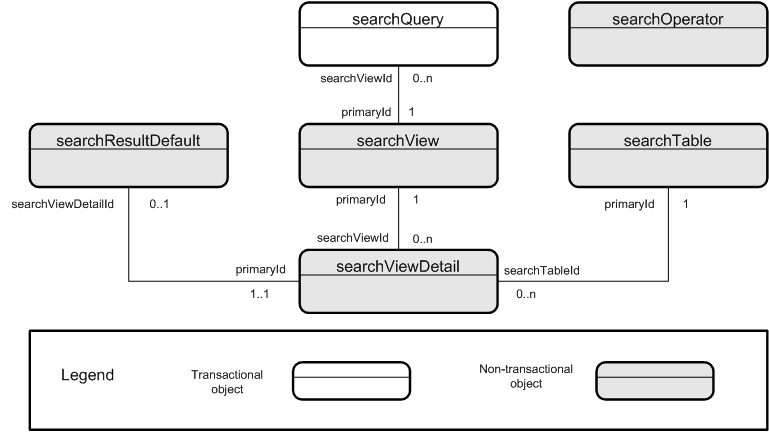 searchQuery
searchOperator
searchViewId 0..n
primaryId 1
searchResultDefault
searchView
searchTable
searchViewDetailId 0..1
primaryId 1
primaryId 1
searchViewId 0..n
primaryId
searchViewDetail
searchTableId
1..1
0..n
Legend
Transactional
object
Non-transactional
object